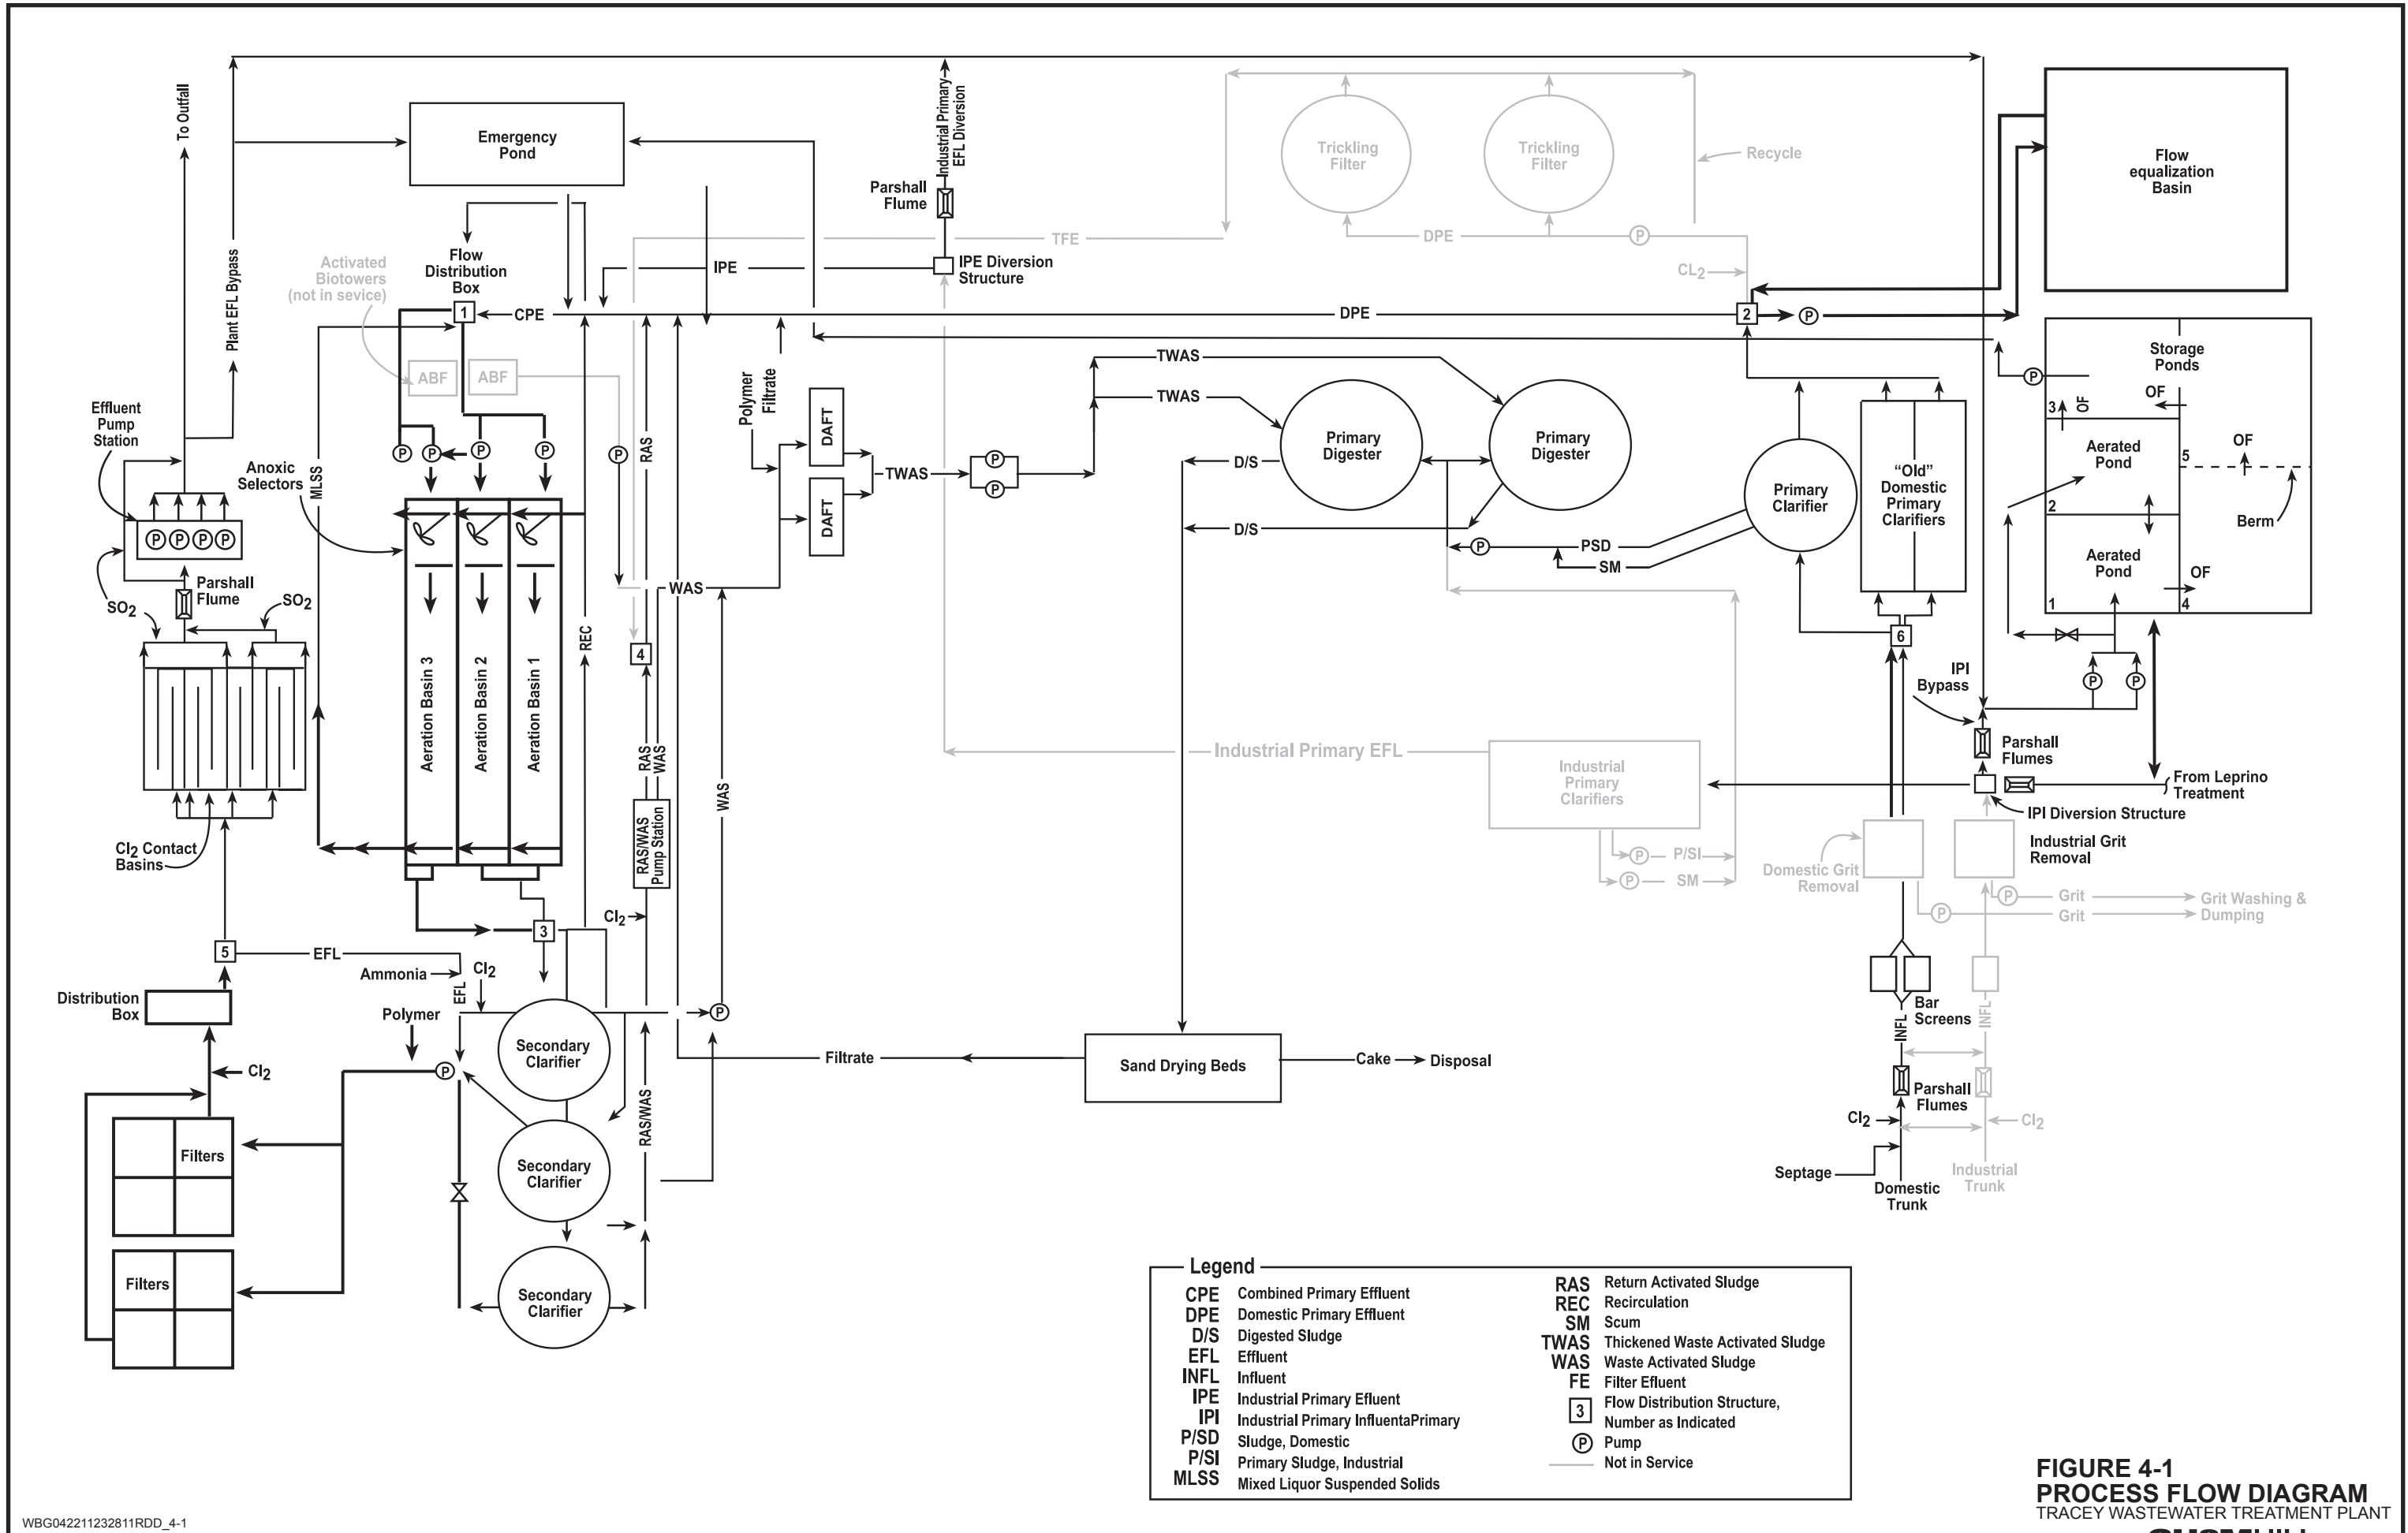 To Outfall
Plant EFL Bypass
Emergency
Pond
Industrial Primary
EFL Diversion
Parshall
Flume
IPE Diversion
Structure
Trickling
Filter
Trickling
Filter
Recycle
TFE
DPE
P
CL2
Flow
equalization
Basin
Activated
Biotowers
(not in sevice)
Flow
Distribution
Box
IPE
1
CPE
DPE
2
P
ABF
ABF
Effluent
Pump
Station
Anoxic
Selectors
MLSS
P
P
P
P
P
RAS
Polymer
Filtrate
DAFT
DAFT
TWAS
P
P
TWAS
TWAS
Primary
Digester
Primary
Digester
D/S
D/S
P
PSD
SM
Primary
Clarifier
“Old”
Domestic
Primary
Clarifiers
6
Storage
Ponds
P
3
OF
OF
Aerated
Pond
5
OF
2
Berm
Aerated
Pond
OF
1
4
P
P
P
P
P
P
SO2
Parshall
Flume
SO2
Aeration Basin 3
Aeration Basin 2
Aeration Basin 1
REC
WAS
4
RAS
WAS
RAS/WAS
Pump Station
WAS
IPI
Bypass
Parshall
Flumes
From Leprino
Treatment
IPI Diversion Structure
Industrial Primary EFL
Industrial
Primary
Clarifiers
P
P/SI
P
SM
Domestic Grit
Removal
Industrial Grit
Removal
P
Grit
P
Grit
Grit Washing &
Dumping
Cl2 Contact
Basins
Cl2
3
5
EFL
Ammonia
Cl2
EFL
Distribution
Box
Polymer
P
P
Cl2
Secondary
Clarifier
Secondary
Clarifier
Secondary
Clarifier
RAS/WAS
Filters
Filters
Filtrate
Sand Drying Beds
Cake
Disposal
Bar
Screens
INFL
INFL
Parshall
Flumes
Cl2
Cl2
Septage
Domestic
Trunk
Industrial
Trunk
Legend
CPE Combined Primary Effluent
DPE Domestic Primary Effluent
D/S Digested Sludge
EFL Effluent
INFL Influent
IPE Industrial Primary Efluent
IPI Industrial Primary InfluentaPrimary
P/SD Sludge, Domestic
P/SI Primary Sludge, Industrial
MLSS Mixed Liquor Suspended Solids
RAS Return Activated Sludge
REC Recirculation
SM Scum
TWAS Thickened Waste Activated Sludge
WAS Waste Activated Sludge
FE Filter Efluent
3 Flow Distribution Structure,
Number as Indicated
P Pump
Not in Service
FIGURE 4-1
PROCESS FLOW DIAGRAM
TRACEY WASTEWATER TREATMENT PLANT
WBG042211232811RDD_4-1